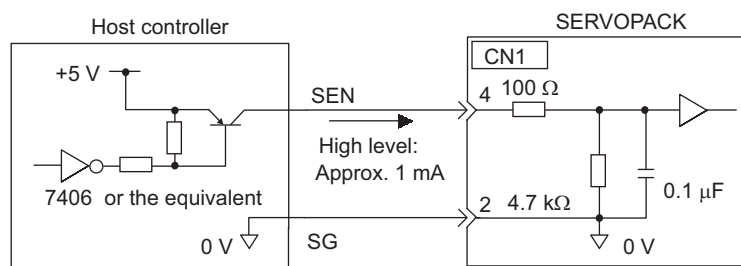 Host controller
SERVOPACK
+5 V
CN1
SEN
4
100 Ω
High level:
Approx. 1 mA
7406 or the equivalent
2
4.7 kΩ
0.1 μF
0 V
SG
0 V